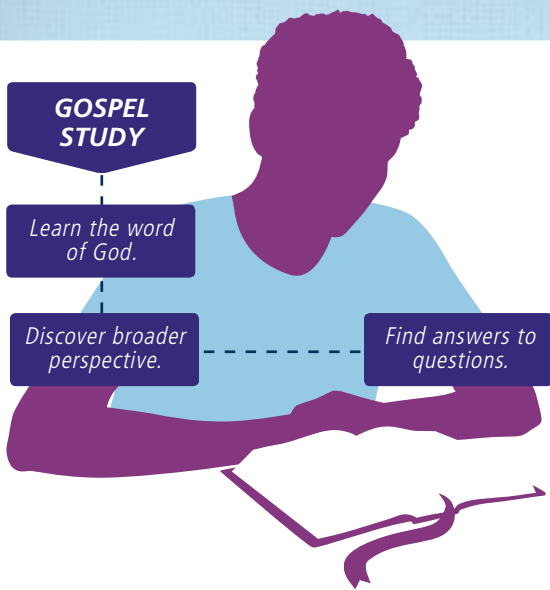 GOSPEL
STUDY
Learn the word
of God.
Discover broader
perspective.
Find answers to
questions.